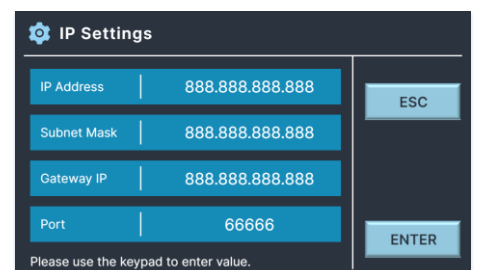 IP Settings
IP Address 888.888.888.888
Subnet Mask 888.888.888.888
Gateway IP 888.888.888.888
Port 66666
Please use the keypad to enter value.
ESC
ENTER